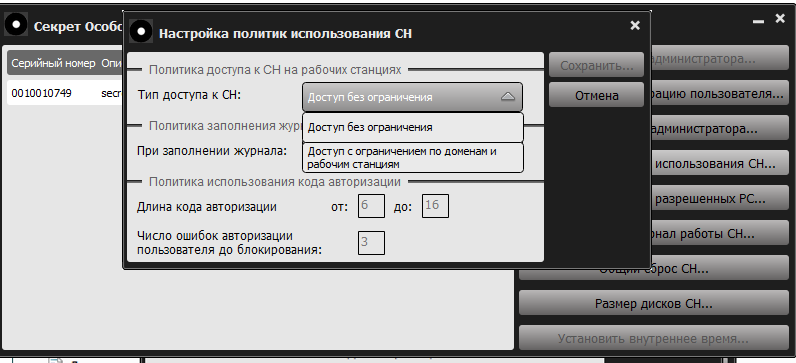 Секрет Особо
Настройка политик использования СН
Серийный номер Опи
0010010749 secr
Политика доступа к СН на рабочих станциях
Тип доступа к СН: Доступ без ограничения
Доступ без ограничения
Доступ с ограничением по доменам и
рабочим станциям
Политика заполнения жур
При заполнении журнала:
Политика использования кода авторизации
Длина кода авторизации от: 6 до: 16
Число ошибок авторизации
пользователя до блокирования: 3
Сохранить...
Отмена
администратора...
рацию пользователя...
администратора...
использования СН...
разрешенных РС...
нал работы СН...
Общий сброс СН...
Размер дисков СН...
Установить внутреннее время...